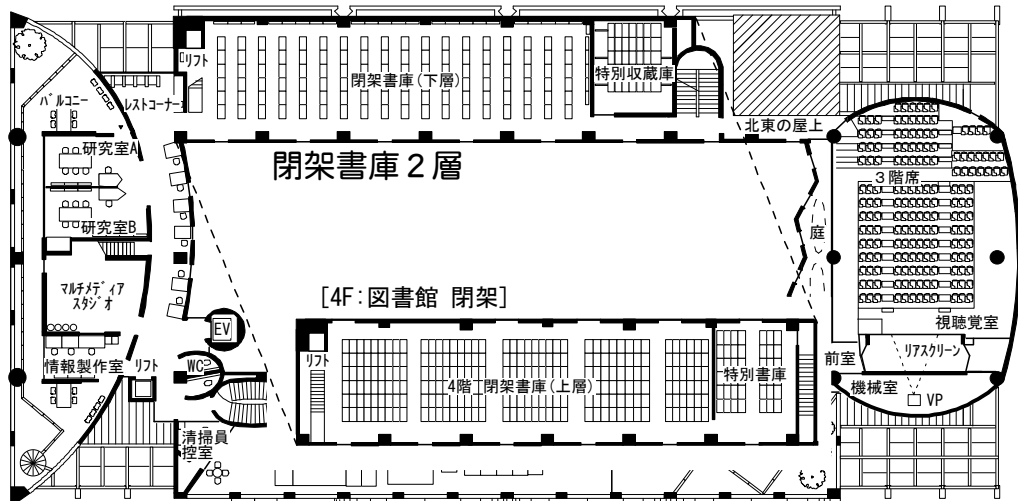 リフト
閉架書庫(下層)
特別収蔵庫
バルコニー
レストコーナー
北東の屋上
研究室A
閉架書庫２層
3階席
研究室B
庭
マルチメディア
スタジオ
[4F:図書館 閉架]
EV
視聴覚室
情報製作室
リフト
WC
リフト
4階_閉架書庫(上層)
特別書庫
前室
リアスクリーン
機械室
VP
清掃員
控室